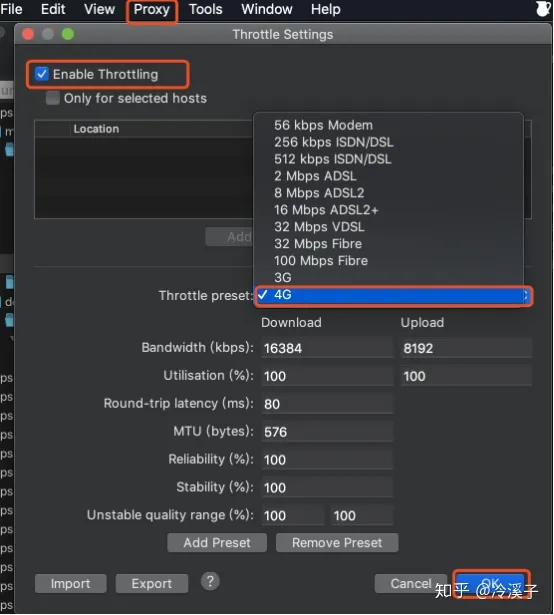 File Edit View Proxy Tools Window Help
Throttle Settings
Enable Throttling
Only for selected hosts
Location
56 kbps Modem
256 kbps ISDN/DSL
512 kbps ISDN/DSL
2 Mbps ADSL
8 Mbps ADSL2
16 Mbps ADSL2+
32 Mbps VDSL
32 Mbps Fibre
100 Mbps Fibre
3G
Add
Throttle preset: ✓ 4G
Download Upload
Bandwidth (kbps): 16384 8192
Utilisation (%): 100 100
Round-trip latency (ms): 80
MTU (bytes): 576
Reliability (%): 100
Stability (%): 100
Unstable quality range (%): 100 100
Add Preset Remove Preset
Import Export ? Cancel OK
知乎 @冷溪子